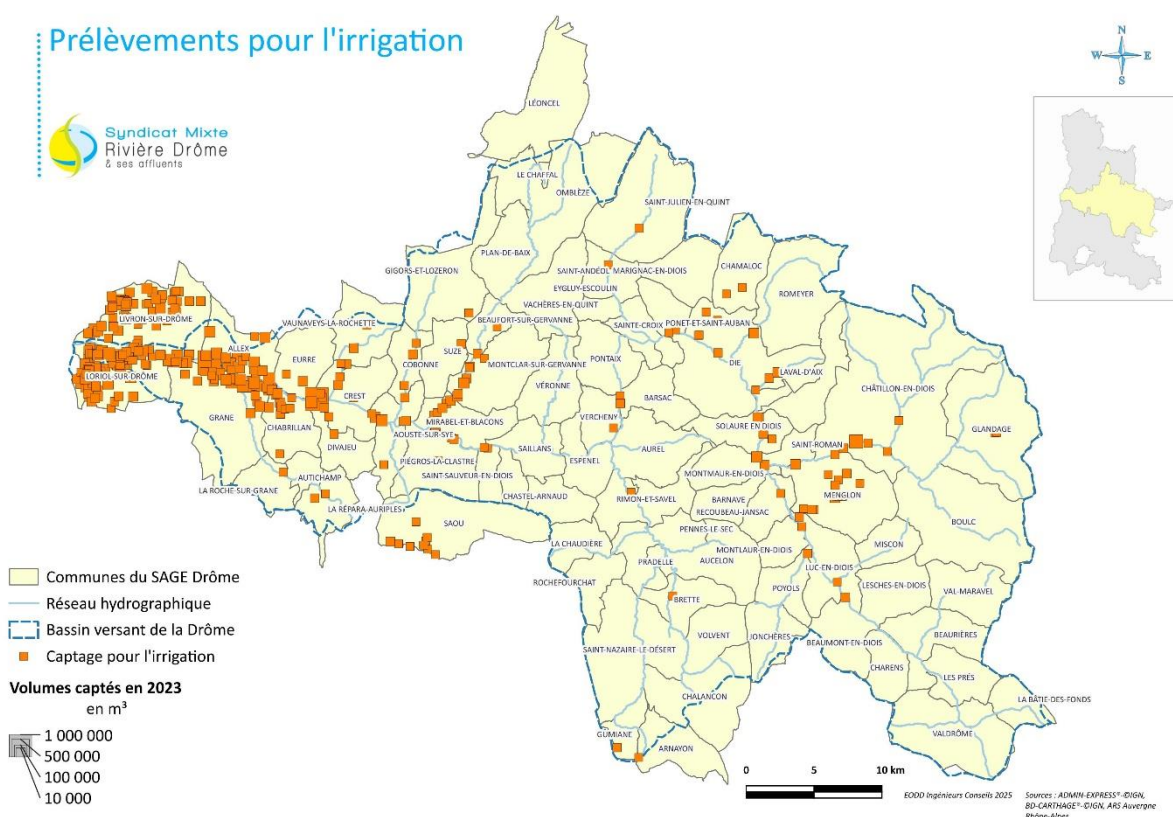 Prélèvements pour l'irrigation
Syndicat Mixte
Rivière Drôme
& ses affluents
N
W E
S
LÉONCEL
LE CHAFFAL
OMBLÈZE
SAINT-JULIEN-EN-QUINT
PLAN-DE-BAIX
GIGORS-ET-LOZERON
SAINT-ANDÉOL
MARIGNAC-EN-DIOIS
CHAMALOC
EYGLUY-ESCOULIN
ROMEYER
VACHÈRES-EN-QUINT
LIVRON-SUR-DRÔME
VAUNAVEYS-LA-ROCHETTE
BEAUFORT-SUR-GERVANNE
SAINTE-CROIX
PONET-ET-SAINT-AUBAN
ALLEX
EURRE
SUZE
COBONNE
MONTCLAR-SUR-GERVANNE
PONTAIX
DIE
LORIOL-SUR-DRÔME
LAVAL-D'AIX
VÉRONNE
CHÂTILLON-EN-DIOIS
CREST
BARSAC
GRANE
CHABRILLAN
MIRABEL-ET-BLACONS
VERCHENY
SOLAURE EN DIOIS
GLANDAGE
AOUSTE-SUR-SYE
DIVAJEU
SAILLANS
AUREL
SAINT-ROMAN
PIÉGROS-LA-CLASTRE
ESPENEL
SAINT-SAUVEUR-EN-DIOIS
MONTMAUR-EN-DIOIS
AUTICHAMP
LA ROCHE-SUR-GRANE
CHASTEL-ARNAUD
RIMON-ET-SAVEL
BARNAVE
MENGLON
LA RÉPARA-AURIPLES
RECOUBEAU-JANSAC
SAOU
BOULC
PENNES-LE-SEC
LA CHAUDIÈRE
MISCON
MONTLAUR-EN-DIOIS
PRADELLE
AUCELON
LUC-EN-DIOIS
ROCHEFOURCHAT
POYOLS
LESCHES-EN-DIOIS
VAL-MARAVEL
BRETTE
VOLVENT
JONCHÈRES
BEAURIÈRES
SAINT-NAZAIRE-LE-DÉSERT
BEAUMONT-EN-DIOIS
CHARENS
LES PRÉS
CHALANCON
LA BÂTIE-DES-FONDS
GUMIANE
ARNAYON
VALDRÔME
Communes du SAGE Drôme
Réseau hydrographique
Bassin versant de la Drôme
Captage pour l'irrigation
Volumes captés en 2023
en m³
1 000 000
500 000
100 000
10 000
0 5 10 km
EODD Ingénieurs Conseils 2025
Sources : ADMIN-EXPRESS®-©IGN,
BD-CARTHAGE®-©IGN, ARS Auvergne
Rhône-Alpes